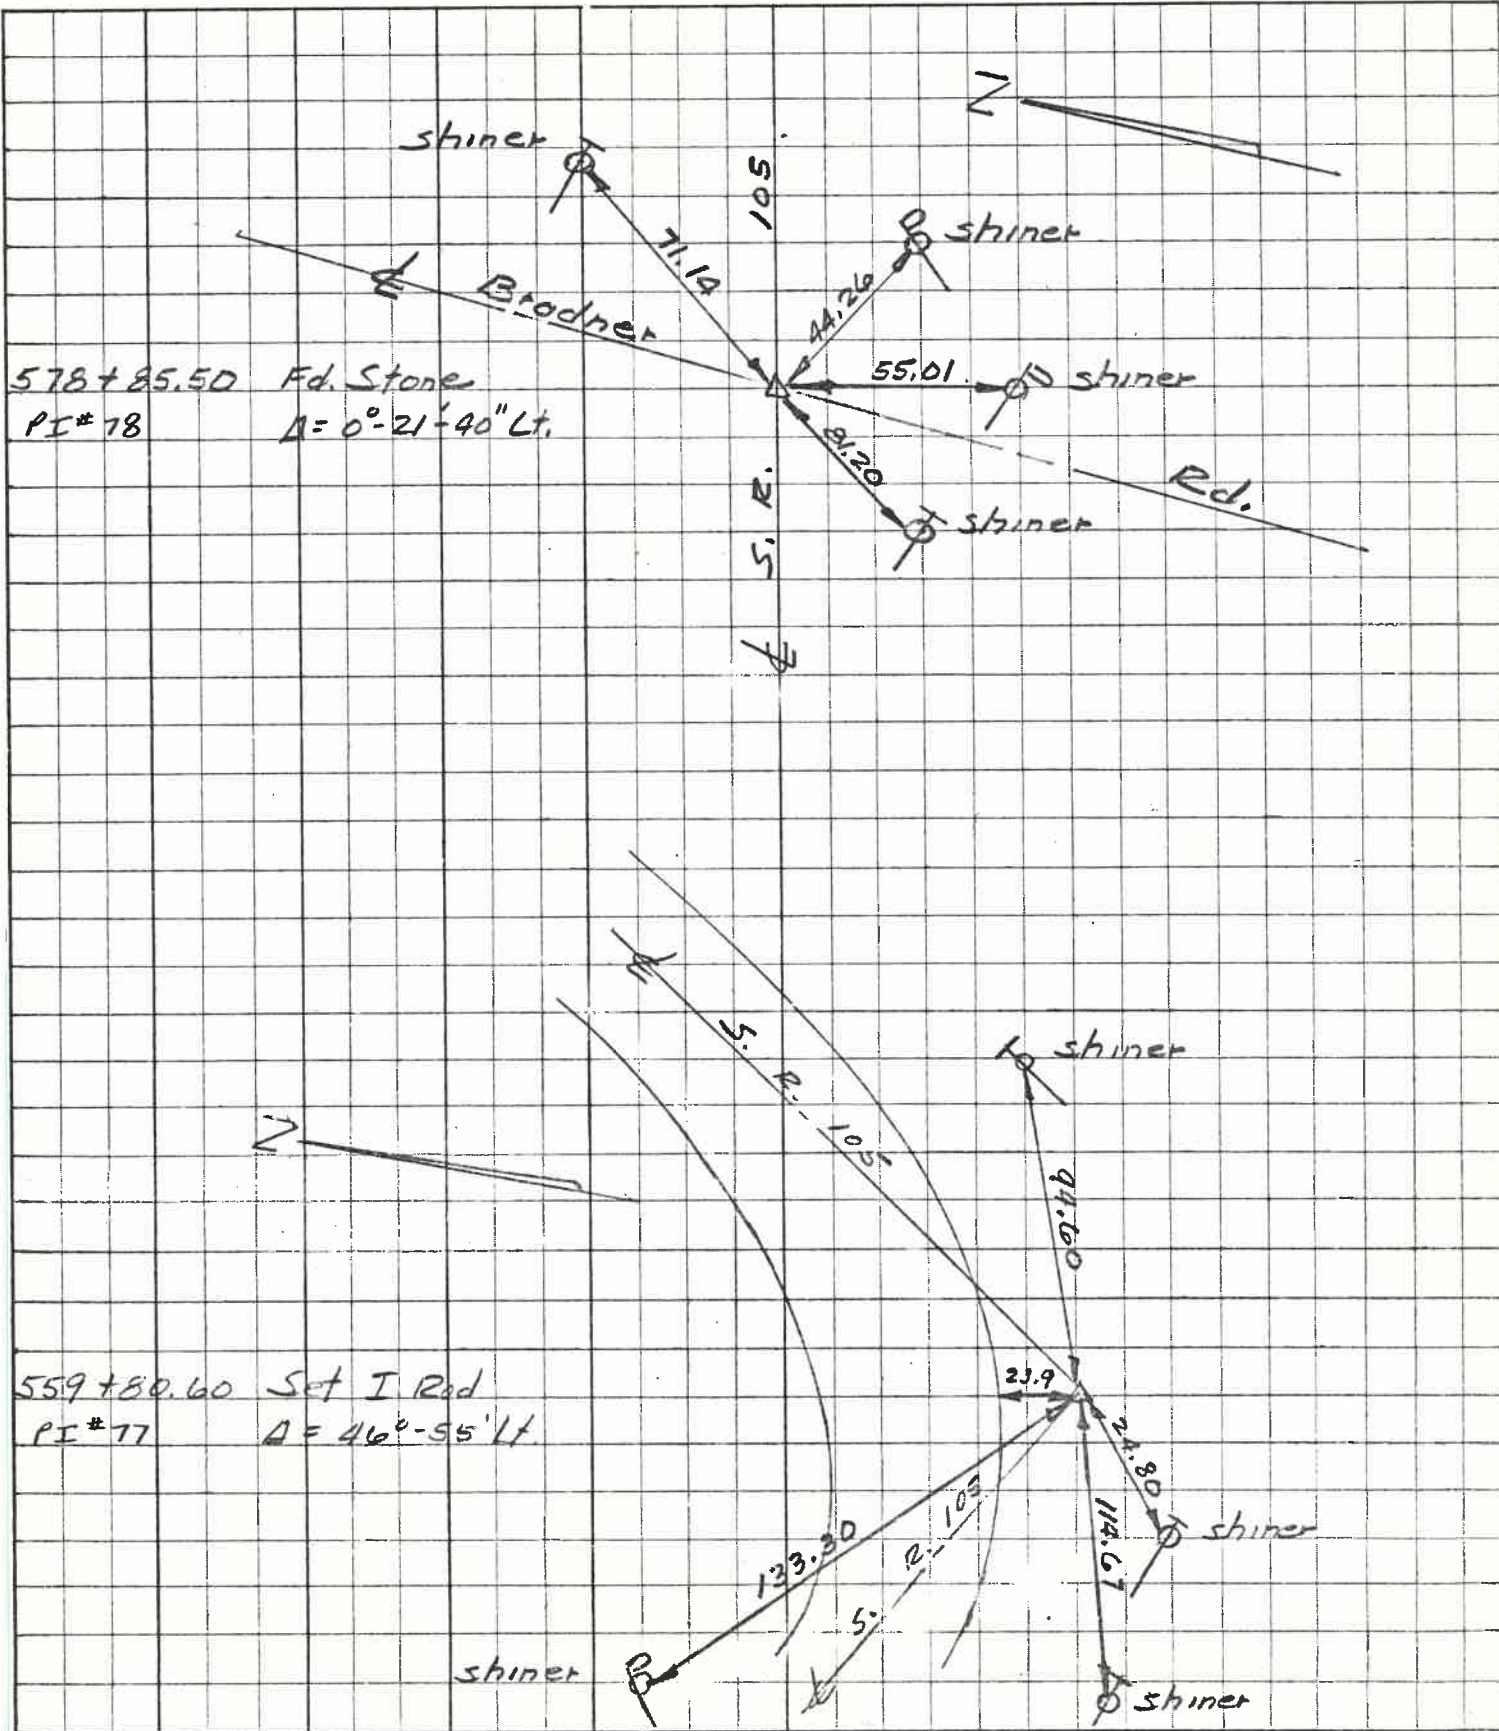 N
shiner
105
shiner
71.14
44.26
℄ Bradner
55.01
shiner
578+85.50 Fd. Stone
PI#78 Δ=0°-21'-40" Lt.
81.20
Rd.
shiner
℄ S. R.
℄ S. R. 105
shiner
N
94.60
23.9
559+80.60 Set I Rod
PI#77 Δ=46°-55' Lt.
24.80
133.30
114.67
℄ S. R. 105
shiner
shiner
shiner